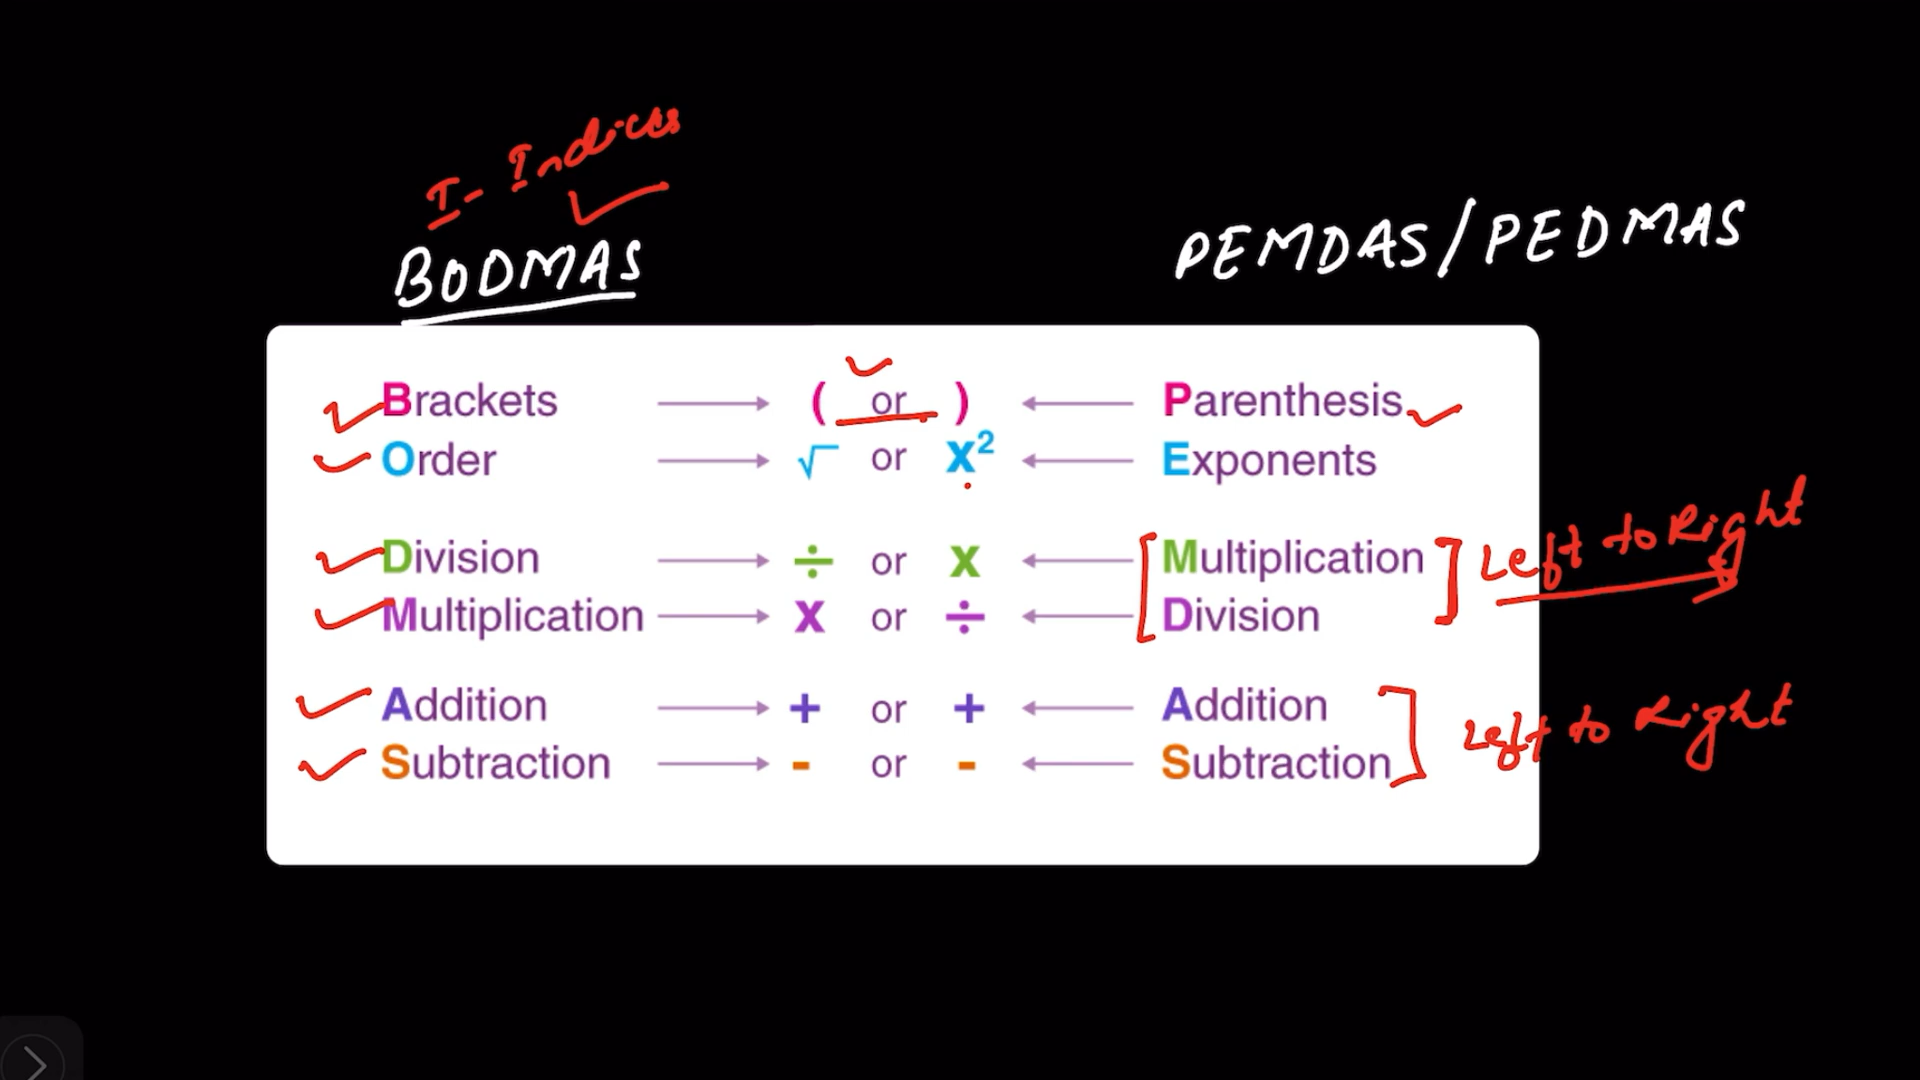 I - Indices
BODMAS
PEMDAS/PEDMAS
Brackets ( or ) Parenthesis
Order √ or x² Exponents
Division ÷ or x Multiplication
Left to Right
Multiplication x ÷ or Division
Addition + or + Addition
Left to Right
Subtraction - or - Subtraction